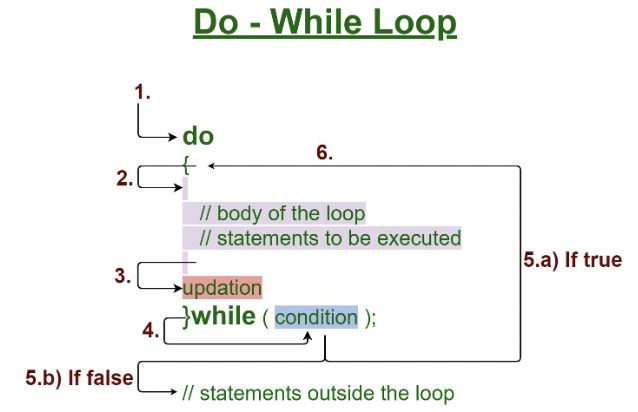 Do - While Loop
1.
do
6.
{
2.
// body of the loop
// statements to be executed
5.a) If true
3.
updation
}while ( condition );
4.
5.b) If false
// statements outside the loop